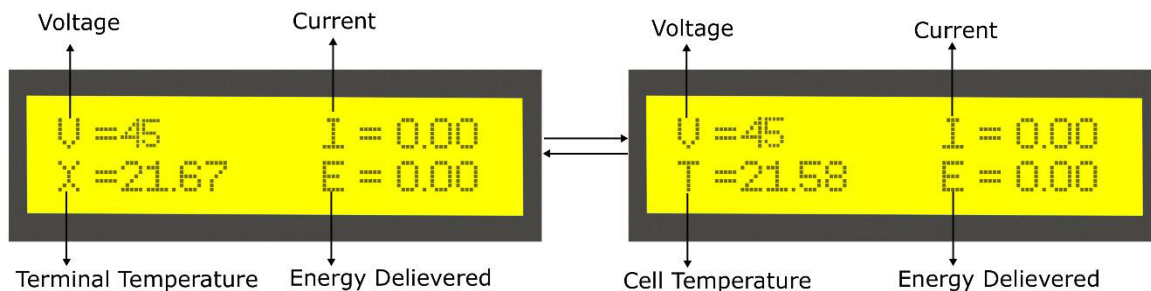 Voltage Current
V =45 I = 0.00
X =21.67 E = 0.00
Terminal Temperature Energy Delievered
Voltage Current
V =45 I = 0.00
T =21.58 E = 0.00
Cell Temperature Energy Delievered